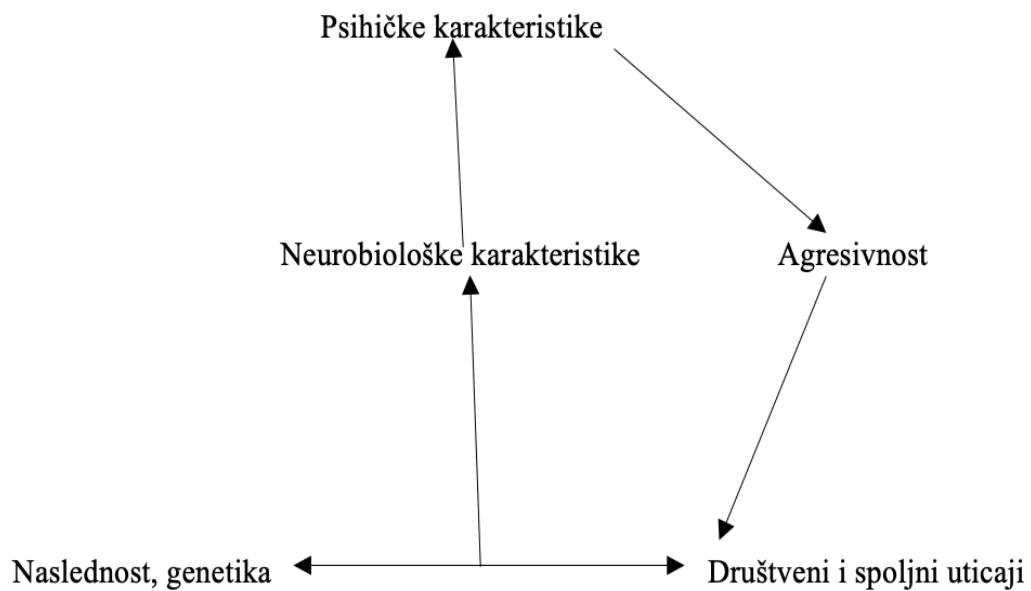 Psihičke karakteristike
Neurobiološke karakteristike
Agresivnost
Naslednost, genetika
Društveni i spoljni uticaji